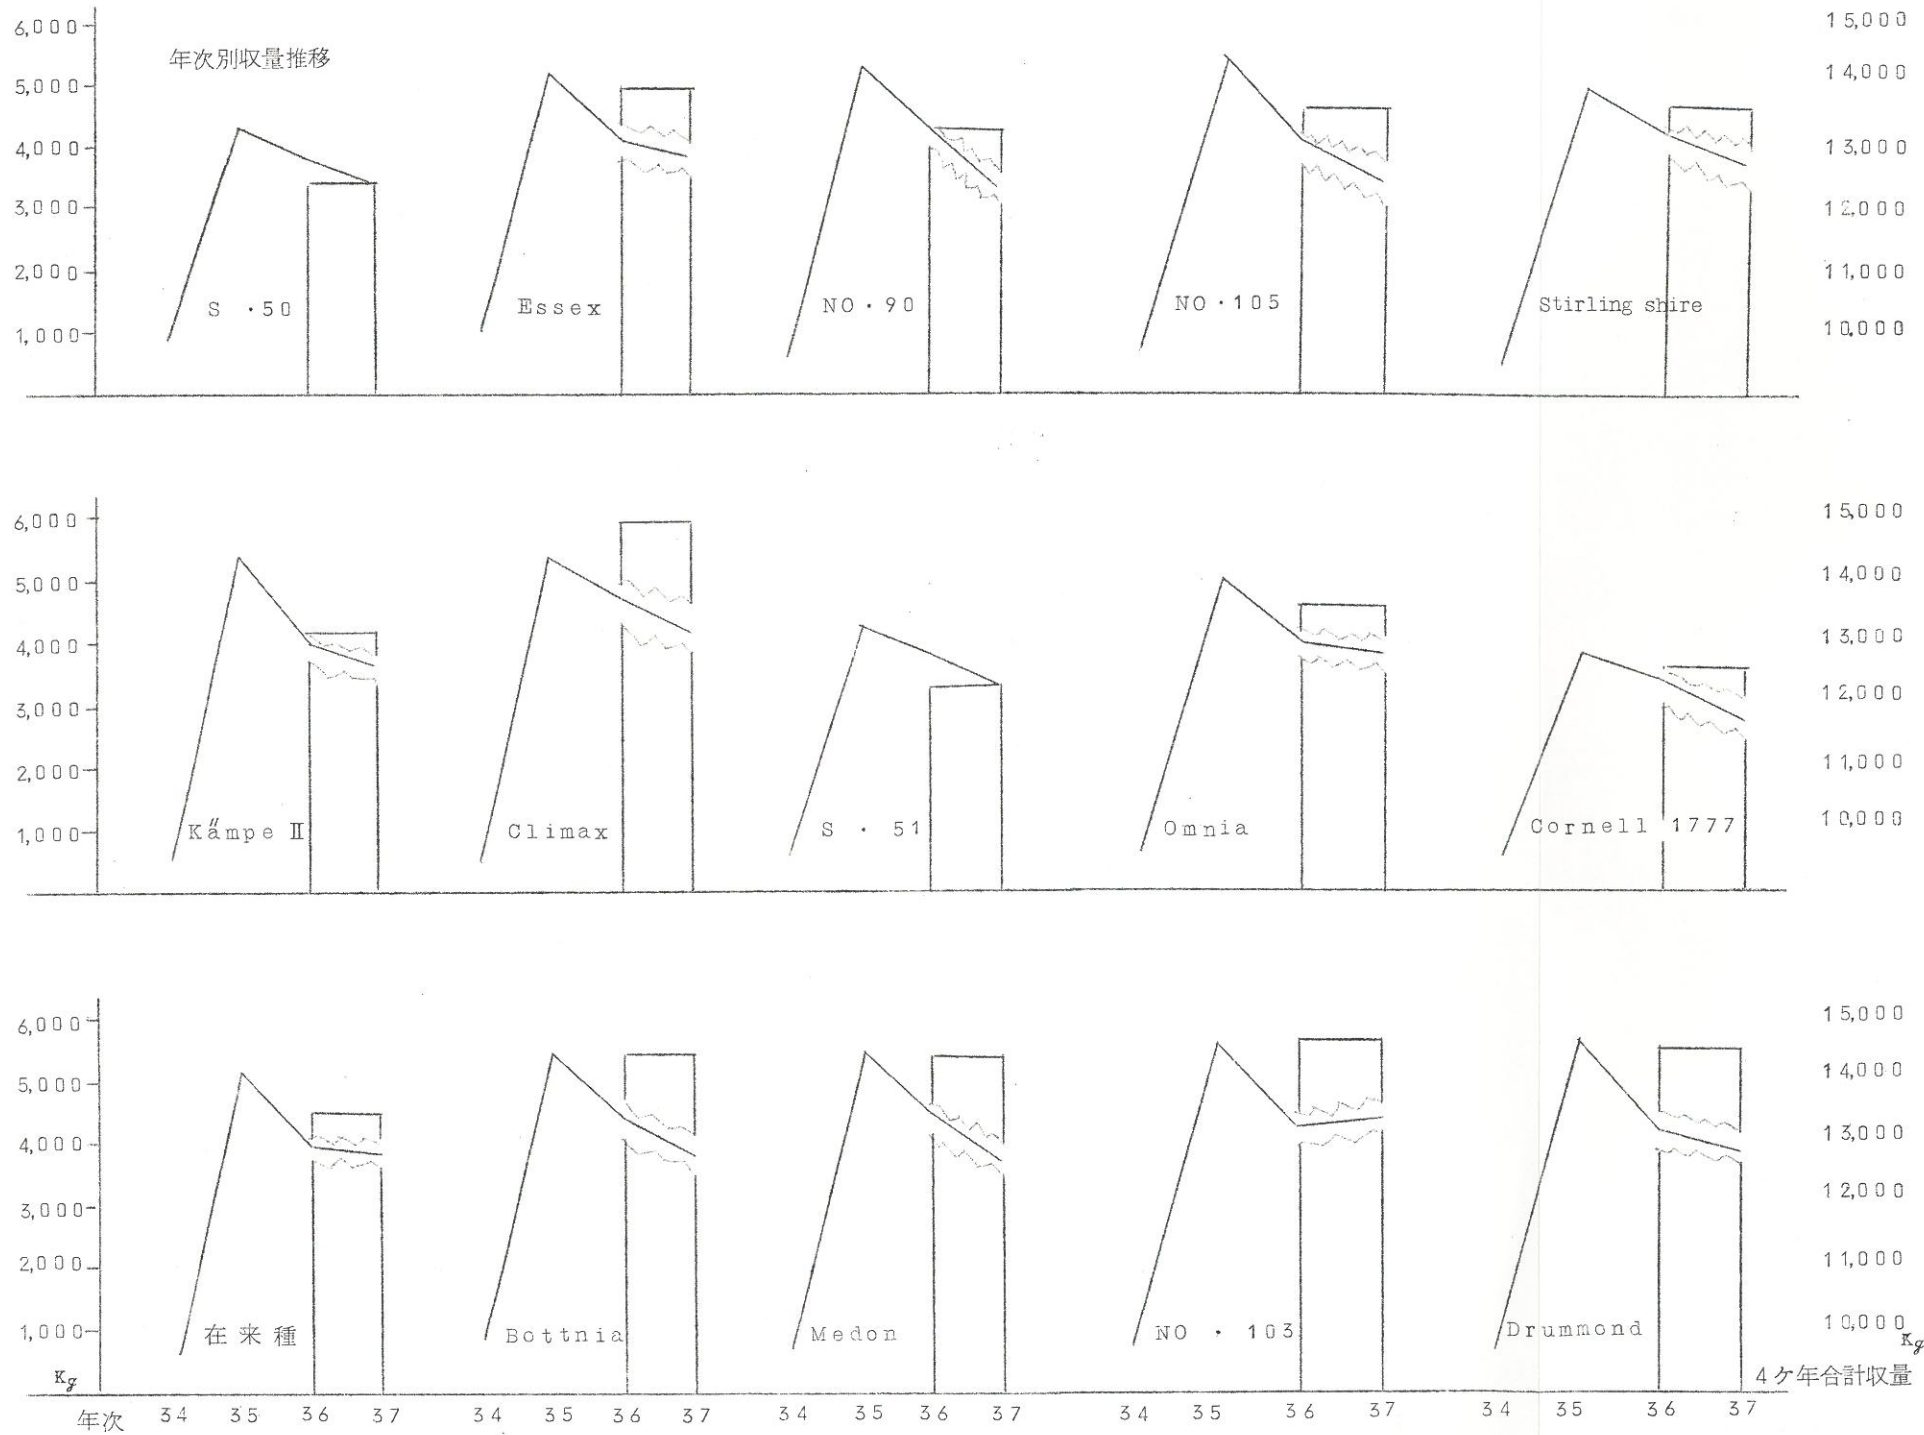 年次別収量推移
6,000
5,000
4,000
3,000
2,000
1,000
S・50
Essex
NO・90
NO・105
Stirling shire
15,000
14,000
13,000
12,000
11,000
10,000
6,000
5,000
4,000
3,000
2,000
1,000
Kämpe Ⅱ
Climax
S・51
Omnia
Cornell 1777
15,000
14,000
13,000
12,000
11,000
10,000
6,000
5,000
4,000
3,000
2,000
1,000
Kg
在来種
Bottnia
Medon
NO・103
Drummond
15,000
14,000
13,000
12,000
11,000
10,000
Kg
4ケ年合計収量
年次 34 35 36 37 34 35 36 37 34 35 36 37 34 35 36 37 34 35 36 37